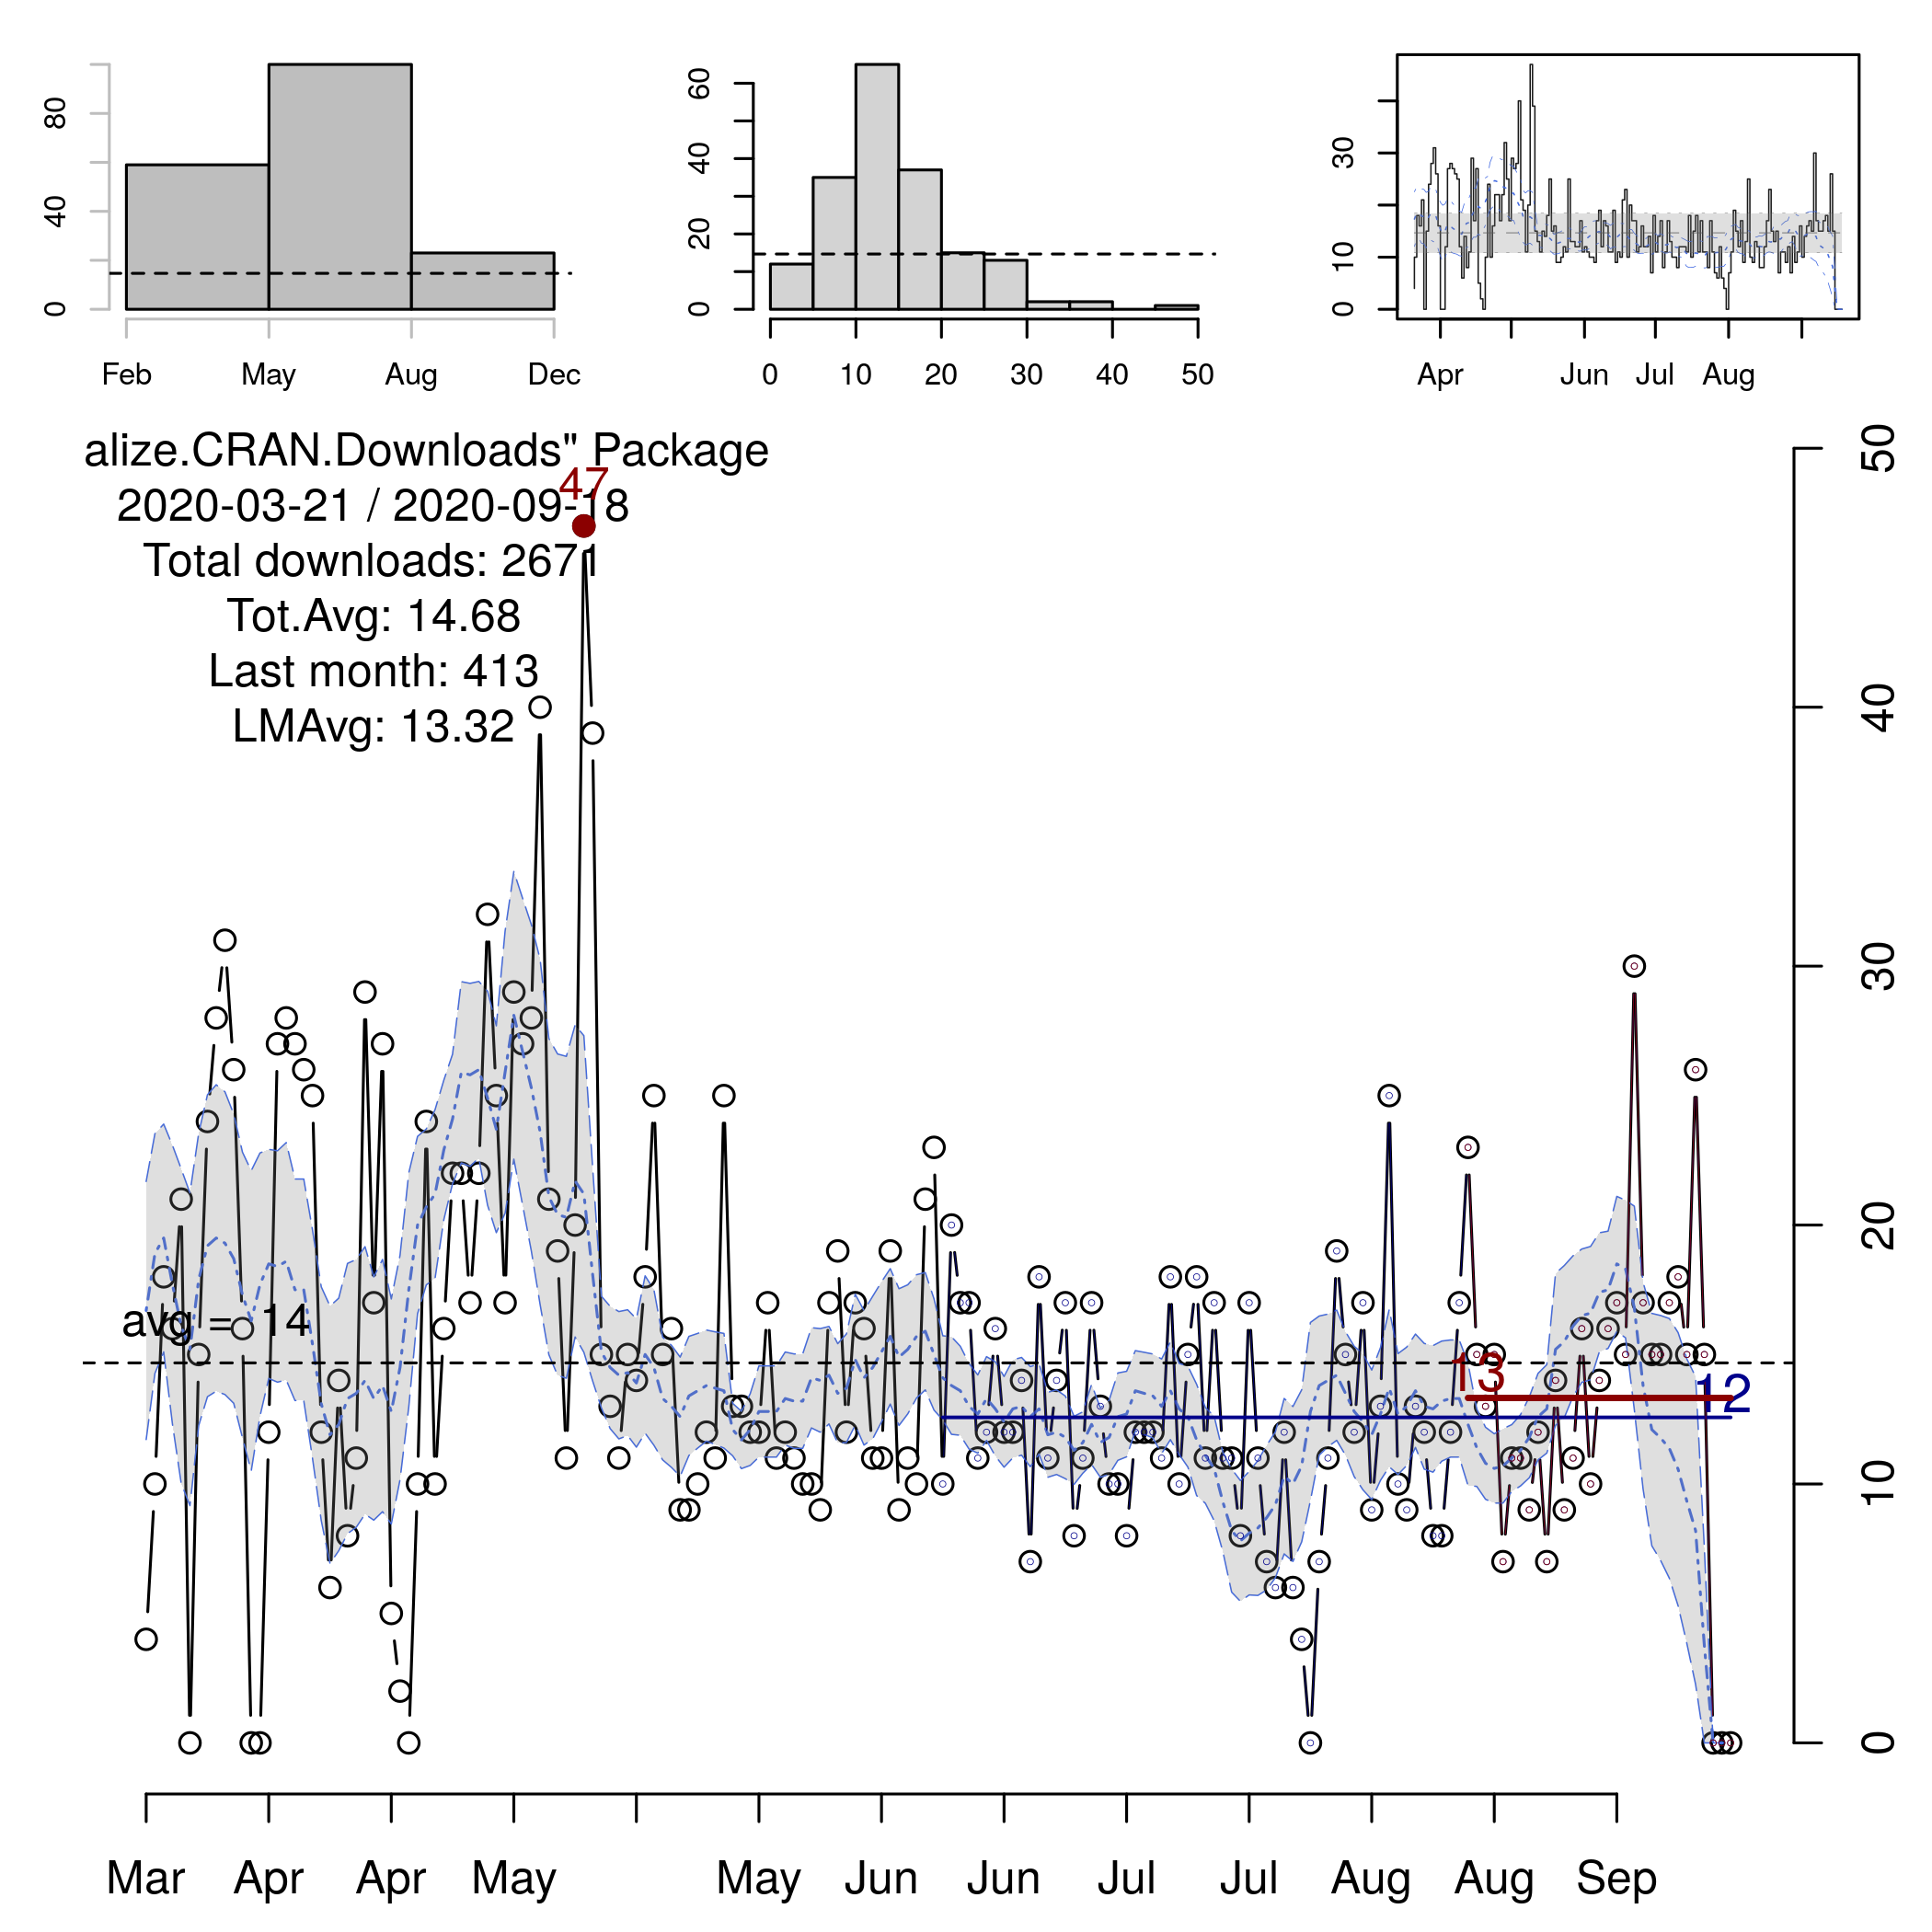 80
40
0
Feb May Aug Dec
60
40
20
0
0 10 20 30 40 50
30
10
0
Apr Jun Jul Aug
alize.CRAN.Downloads" Package
47
2020-03-21 / 2020-09-18
Total downloads: 2671
Tot.Avg: 14.68
Last month: 413
LMAvg: 13.32
avg = 14
13
12
50
40
30
20
10
0
Mar Apr Apr May May Jun Jun Jul Jul Aug Aug Sep